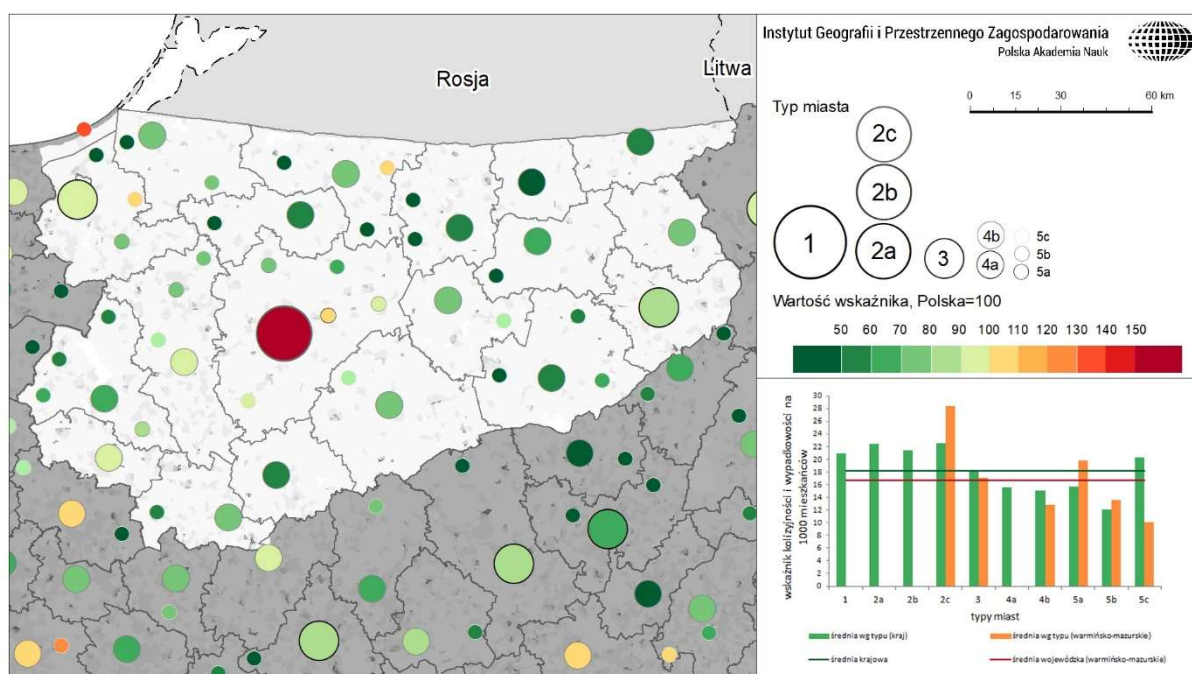 Rosja
Litwa
Instytut Geografii i Przestrzennego Zagospodarowania
Polska Akademia Nauk
Typ miasta
0 15 30 60 km
2c
2b
1
2a
3
4b
4a
5c
5b
5a
Wartość wskaźnika, Polska=100
50 60 70 80 90 100 110 120 130 140 150
wskaźnik kolizyjności i wypadkowości na
1000 mieszkańców
30
28
26
24
22
20
18
16
14
12
10
8
6
4
2
0
1 2a 2b 2c 3 4a 4b 5a 5b 5c
typy miast
średnia wg typu (kraj)
średnia wg typu (warmińsko-mazurskie)
średnia krajowa
średnia wojewódzka (warmińsko-mazurskie)